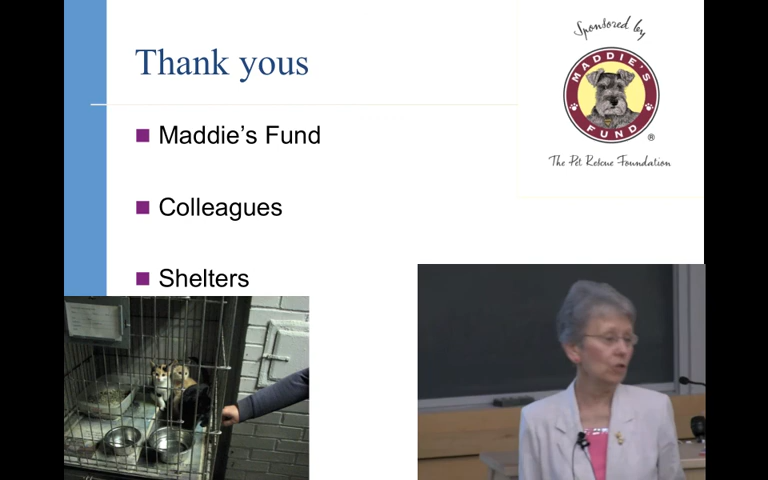 Thank yous
Sponsored by
MADDIE'S
FUND
®
The Pet Rescue Foundation
Maddie's Fund
Colleagues
Shelters